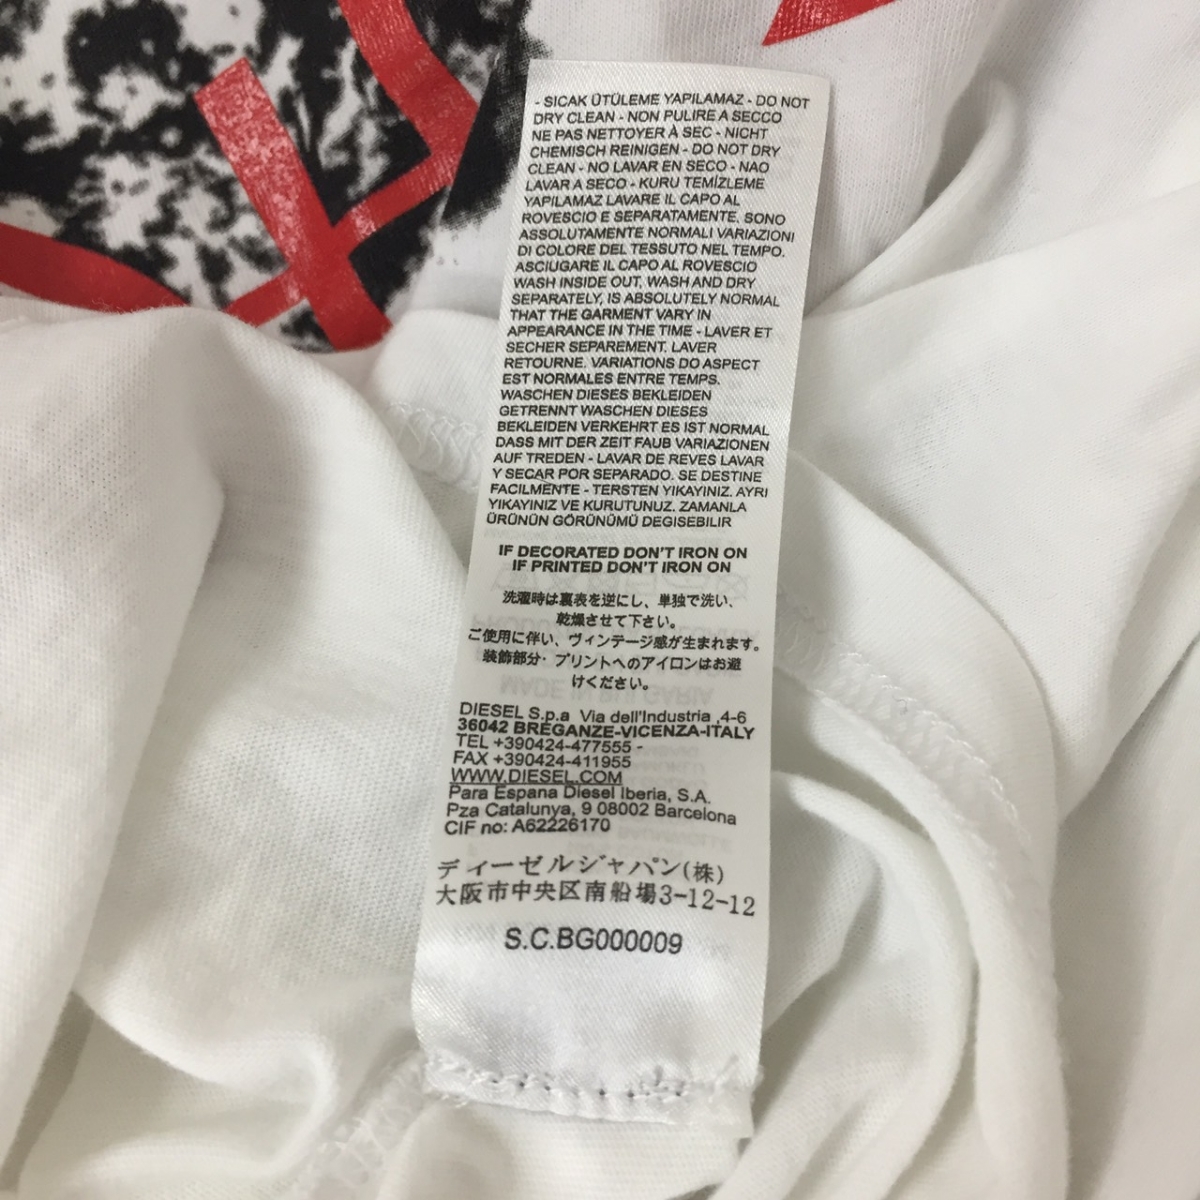 - SICAK ÜTÜLEME YAPILAMAZ - DO NOT
DRY CLEAN - NON PULIRE A SECCO
NE PAS NETTOYER À SEC - NICHT
CHEMISCH REINIGEN - DO NOT DRY
CLEAN - NO LAVAR EN SECO - NAO
LAVAR A SECO - KURU TEMİZLEME
YAPILAMAZ LAVARE IL CAPO AL
ROVESCIO E SEPARATAMENTE. SONO
ASSOLUTAMENTE NORMALI VARIAZIONI
DI COLORE DEL TESSUTO NEL TEMPO.
ASCIUGARE IL CAPO AL ROVESCIO
WASH INSIDE OUT, WASH AND DRY
SEPARATELY, IS ABSOLUTELY NORMAL
THAT THE GARMENT VARY IN
APPEARANCE IN THE TIME - LAVER ET
SECHER SEPAREMENT. LAVER
RETOURNE. VARIATIONS DO ASPECT
EST NORMALES ENTRE TEMPS.
WASCHEN DIESES BEKLEIDEN
GETRENNT WASCHEN DIESES
BEKLEIDEN VERKEHRT ES IST NORMAL
DASS MIT DER ZEIT FAUB VARIAZIONEN
AUF TREDEN - LAVAR DE REVES LAVAR
Y SECAR POR SEPARADO. SE DESTINE
FACILMENTE - TERSTEN YIKAYINIZ. AYRI
YIKAYINIZ VE KURUTUNUZ. ZAMANLA
ÜRÜNÜN GÖRÜNÜMÜ DEGISEBILIR
IF DECORATED DON'T IRON ON
IF PRINTED DON'T IRON ON
洗濯時は裏表を逆にし、単独で洗い、
乾燥させて下さい。
ご使用に伴い、ヴィンテージ感が生まれます。
装飾部分・プリントへのアイロンはお避
けください。
DIESEL S.p.a Via dell'Industria ,4-6
36042 BREGANZE-VICENZA-ITALY
TEL +390424-477555 -
FAX +390424-411955
WWW.DIESEL.COM
Para Espana Diesel Iberia, S.A.
Pza Catalunya, 9 08002 Barcelona
CIF no: A62226170
ディーゼルジャパン(株)
大阪市中央区南船場3-12-12
S.C.BG000009